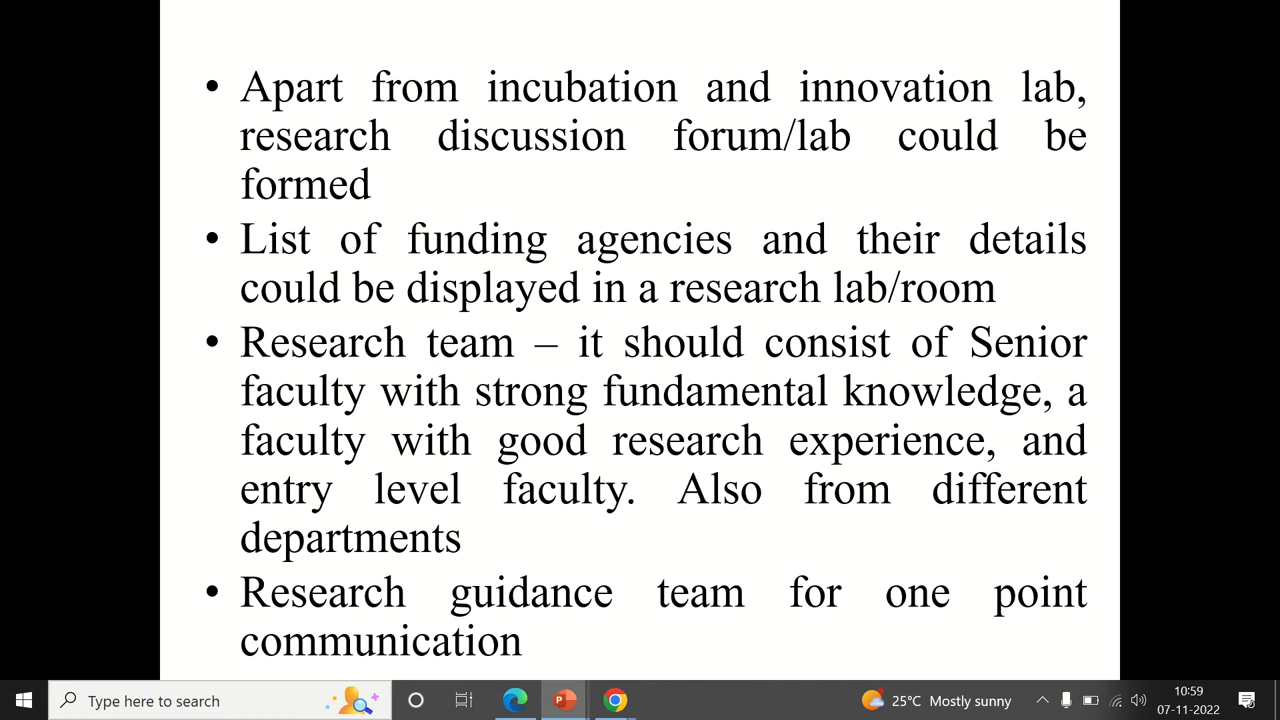 • Apart from incubation and innovation lab,
research discussion forum/lab could be
formed
• List of funding agencies and their details
could be displayed in a research lab/room
• Research team – it should consist of Senior
faculty with strong fundamental knowledge, a
faculty with good research experience, and
entry level faculty. Also from different
departments
• Research guidance team for one point
communication
Type here to search
25°C Mostly sunny
10:59
07-11-2022